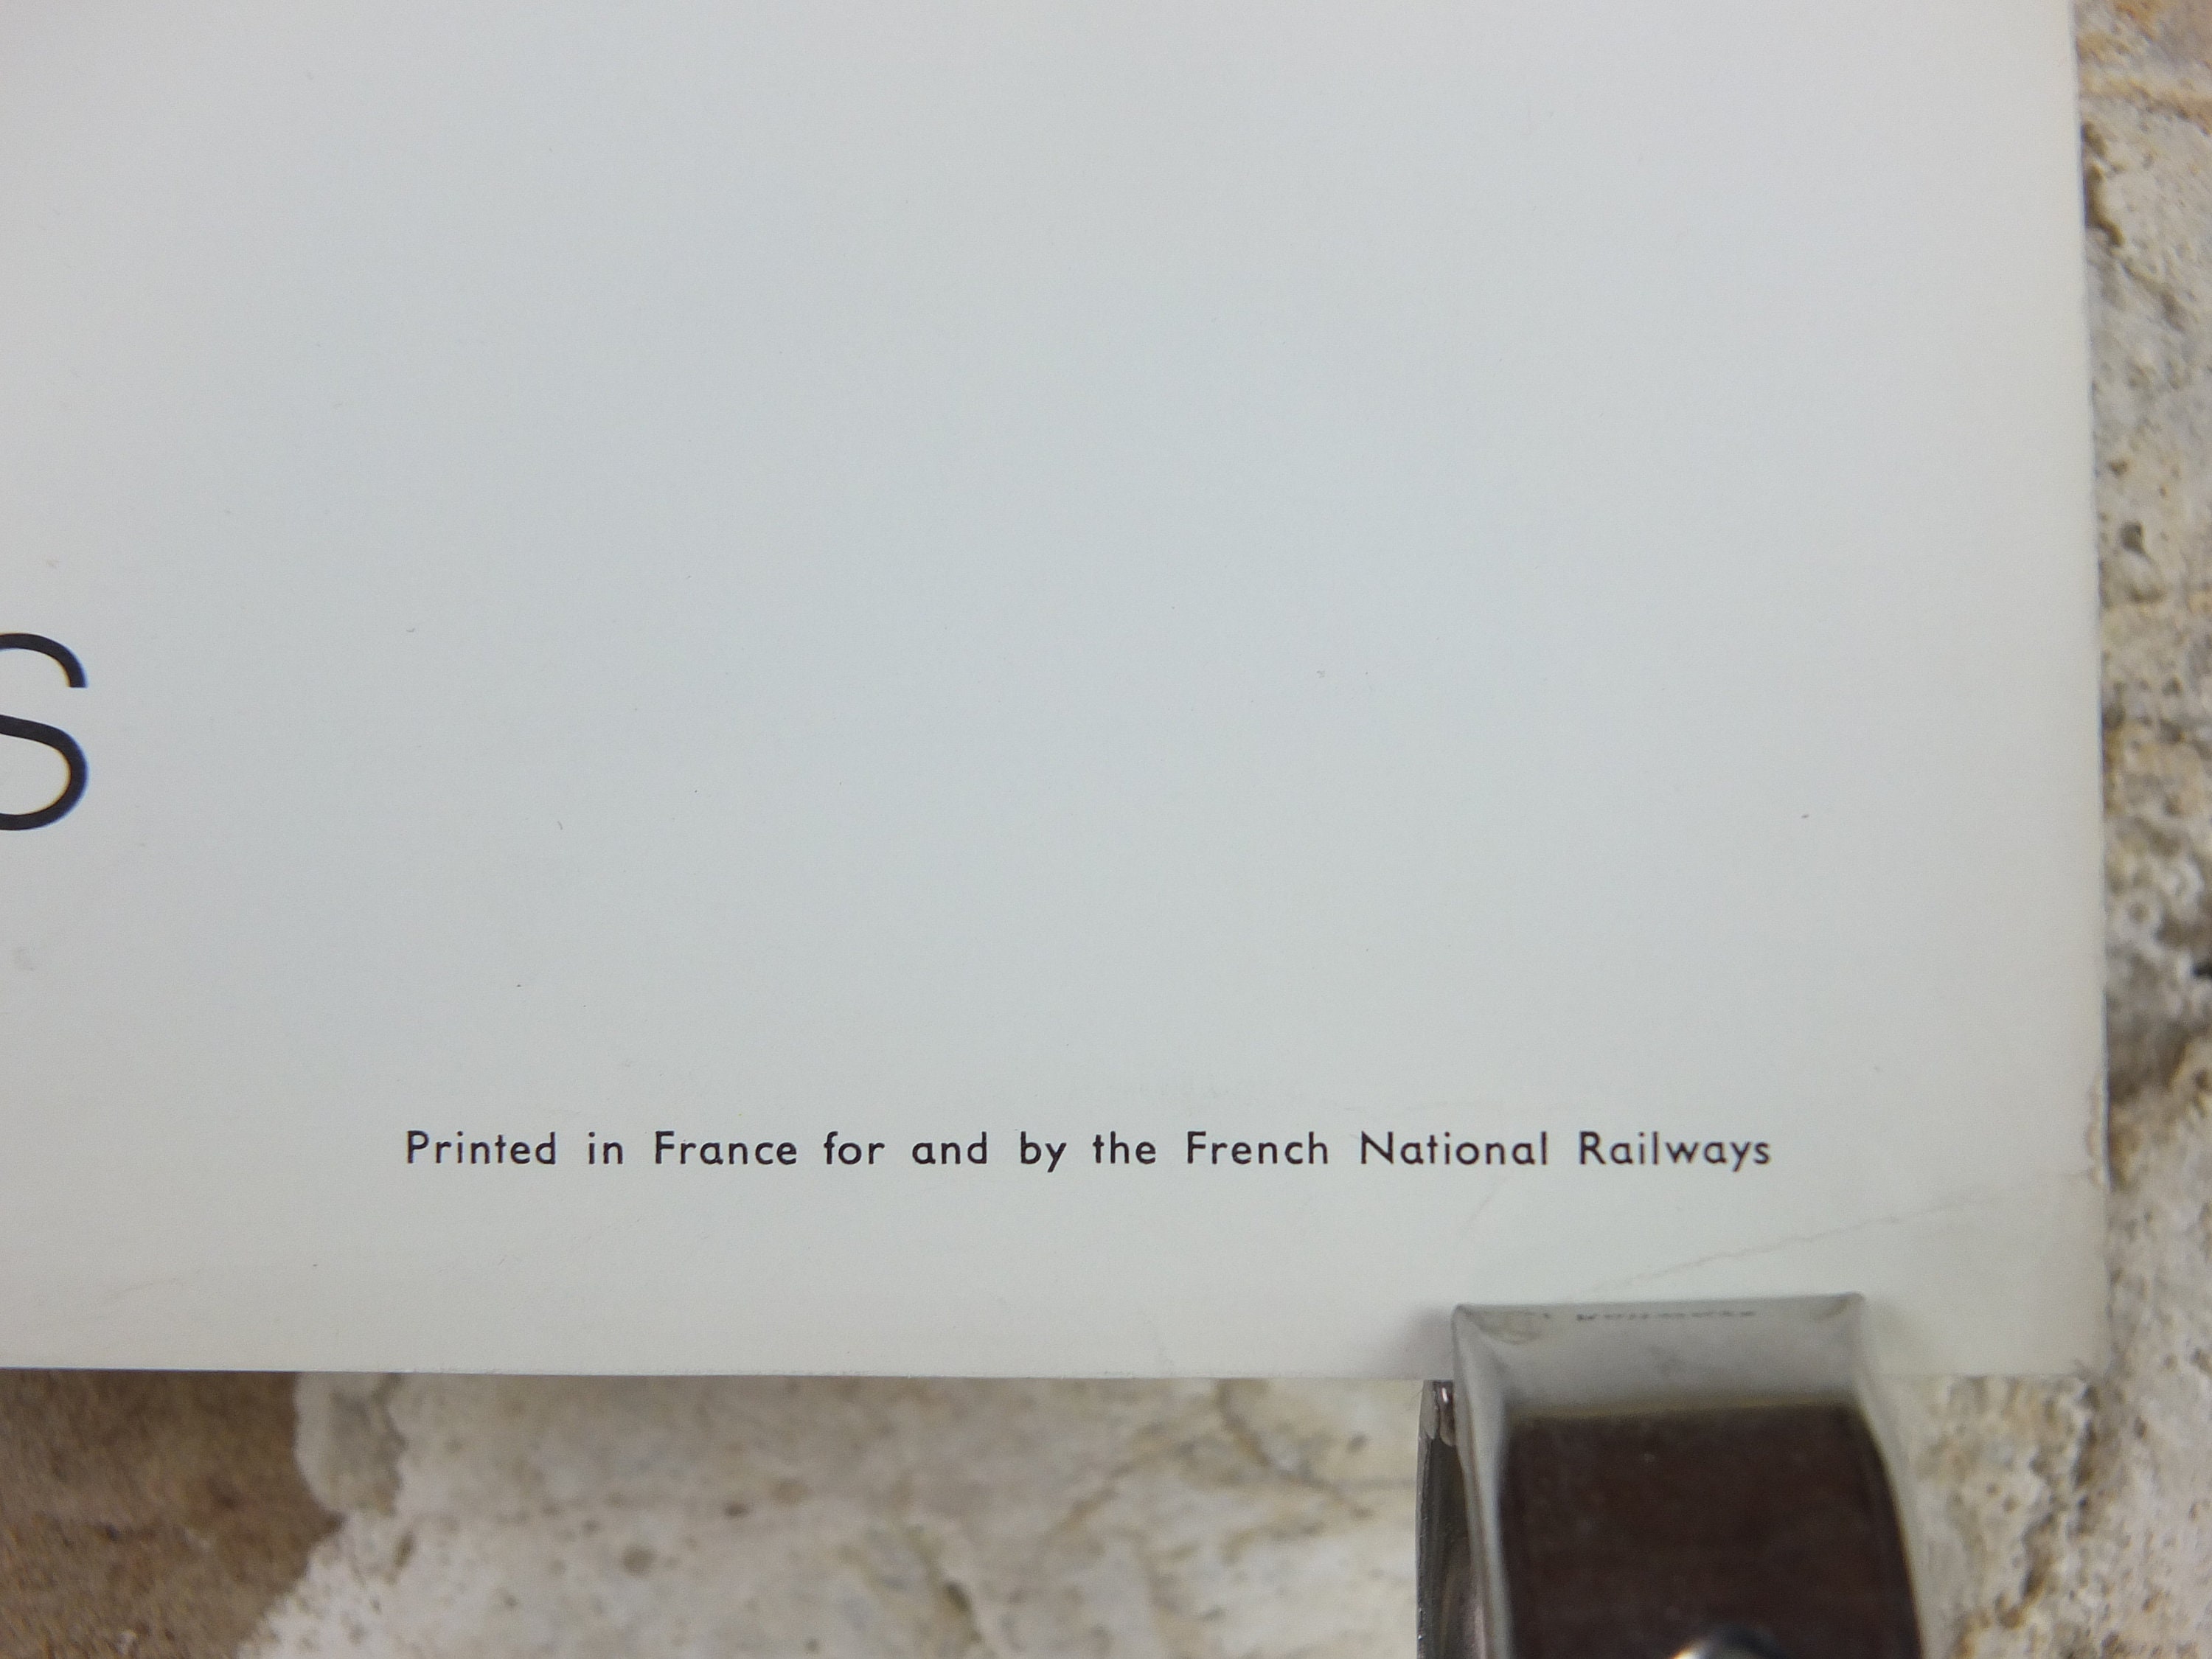 S
Printed in France for and by the French National Railways